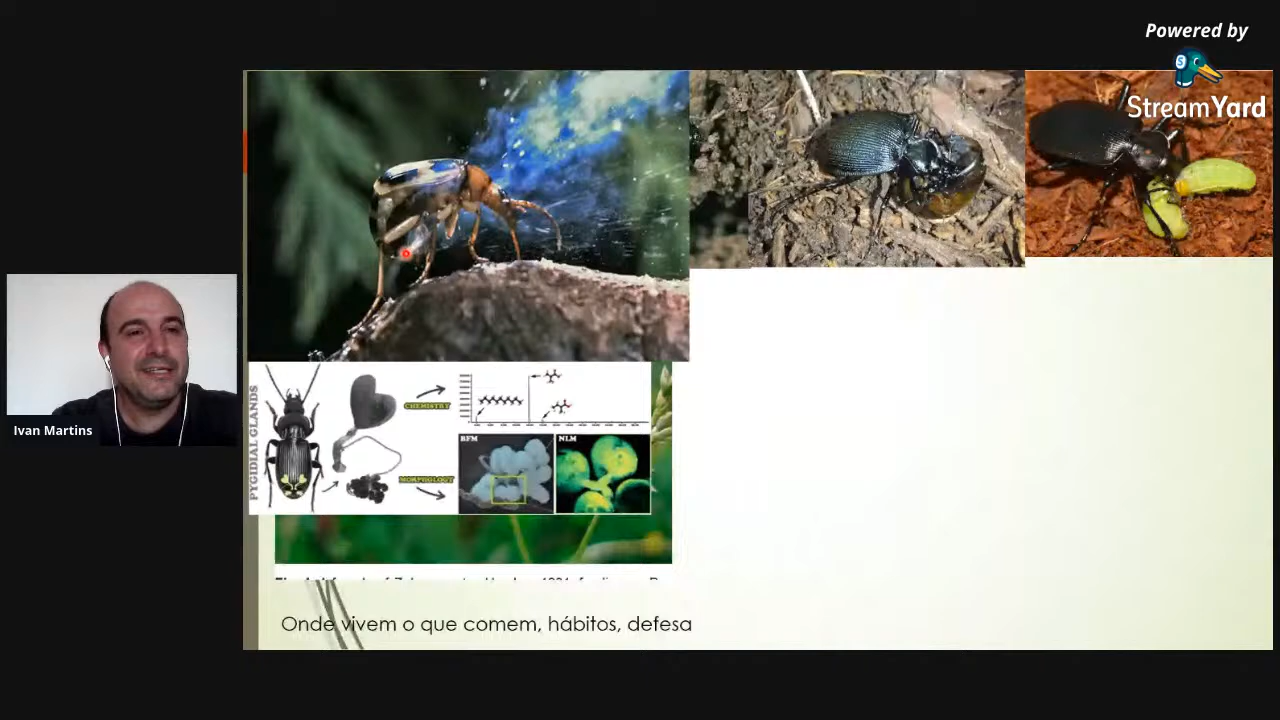 Powered by
StreamYard
Ivan Martins
PYGIDIAL GLANDS
CHEMISTRY
MORPHOLOGY
BFM
NLM
Onde vivem o que comem, hábitos, defesa